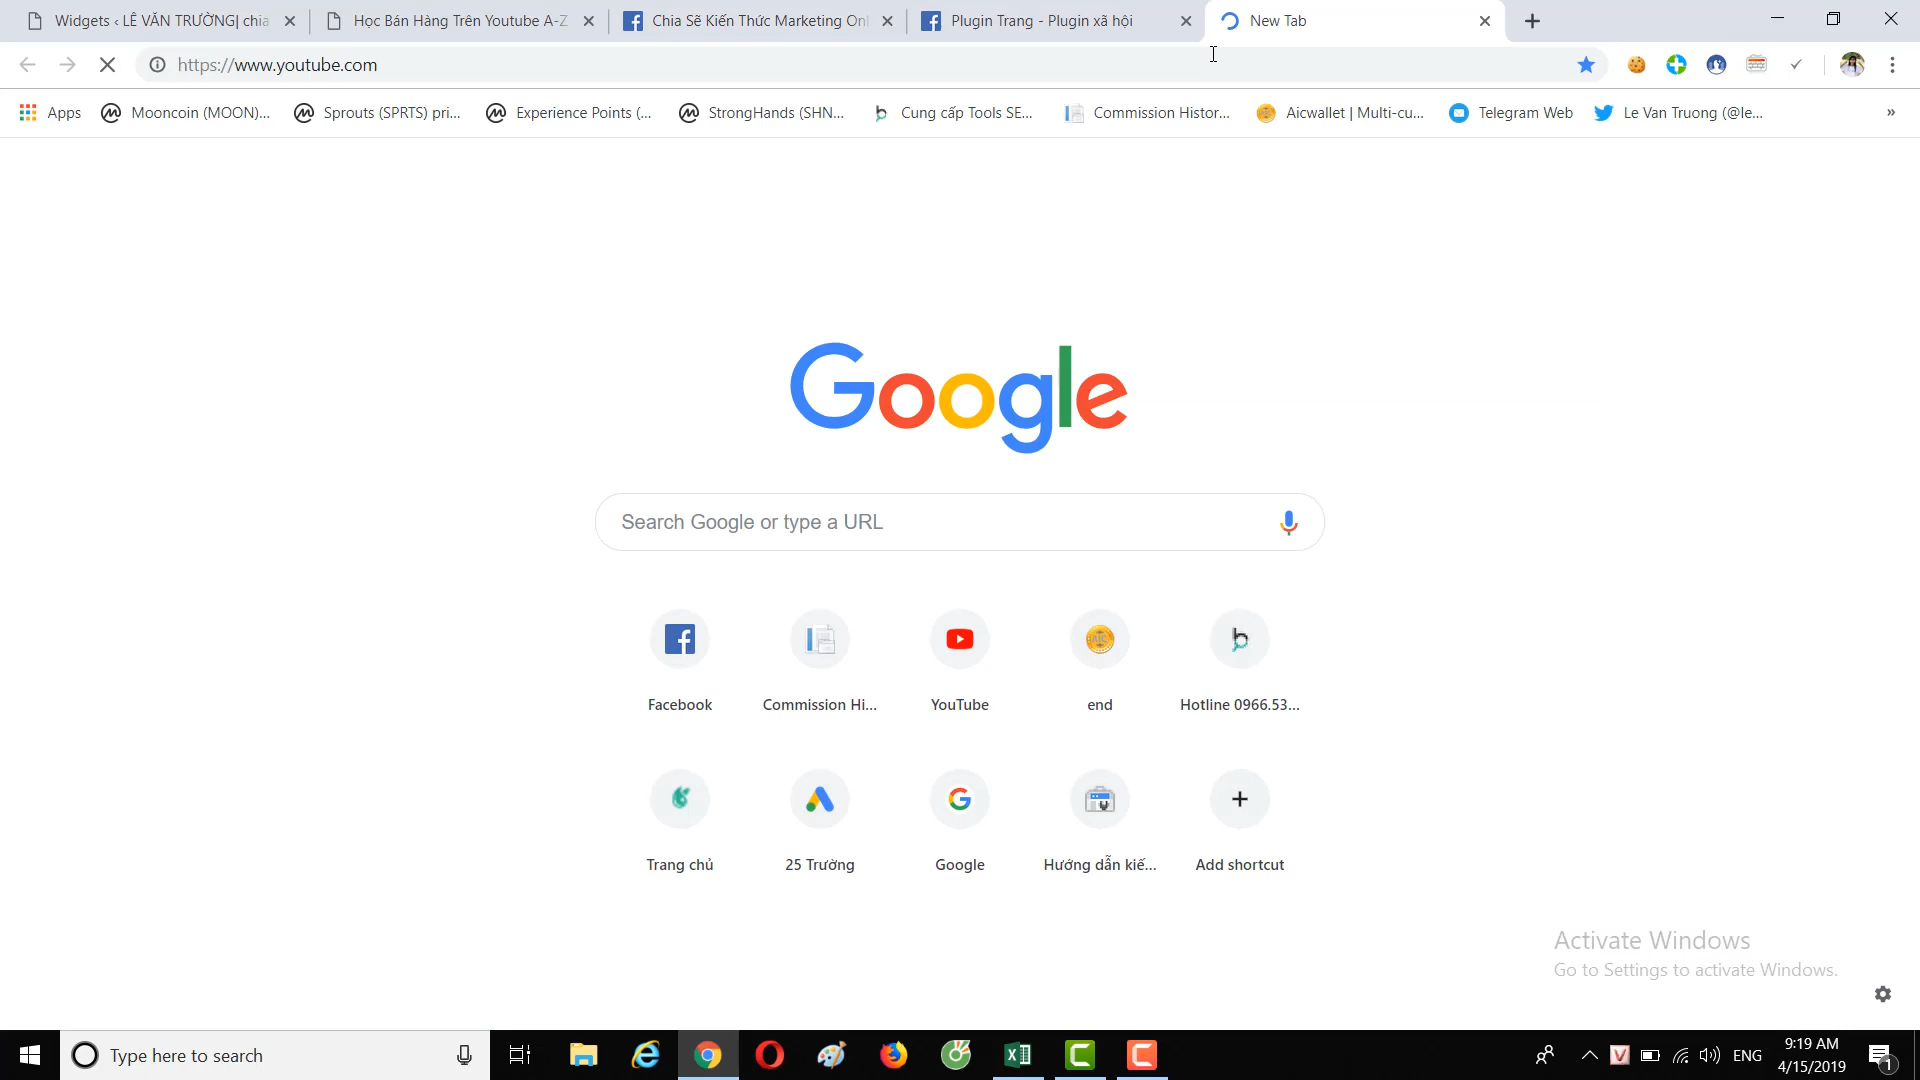 Widgets ‹ LÊ VĂN TRƯỜNG| chia
Học Bán Hàng Trên Youtube A-Z
Chia Sẽ Kiến Thức Marketing Onl
Plugin Trang - Plugin xã hội
New Tab
https://www.youtube.com
Apps
Mooncoin (MOON)...
Sprouts (SPRTS) pri...
Experience Points (...
StrongHands (SHN...
Cung cấp Tools SE...
Commission Histor...
Aicwallet | Multi-cu...
Telegram Web
Le Van Truong (@le...
»
Google
Search Google or type a URL
Facebook
Commission Hi...
YouTube
end
Hotline 0966.53...
Trang chủ
25 Trường
Google
Hướng dẫn kiế...
Add shortcut
Activate Windows
Go to Settings to activate Windows.
Type here to search
ENG
9:19 AM
4/15/2019
1